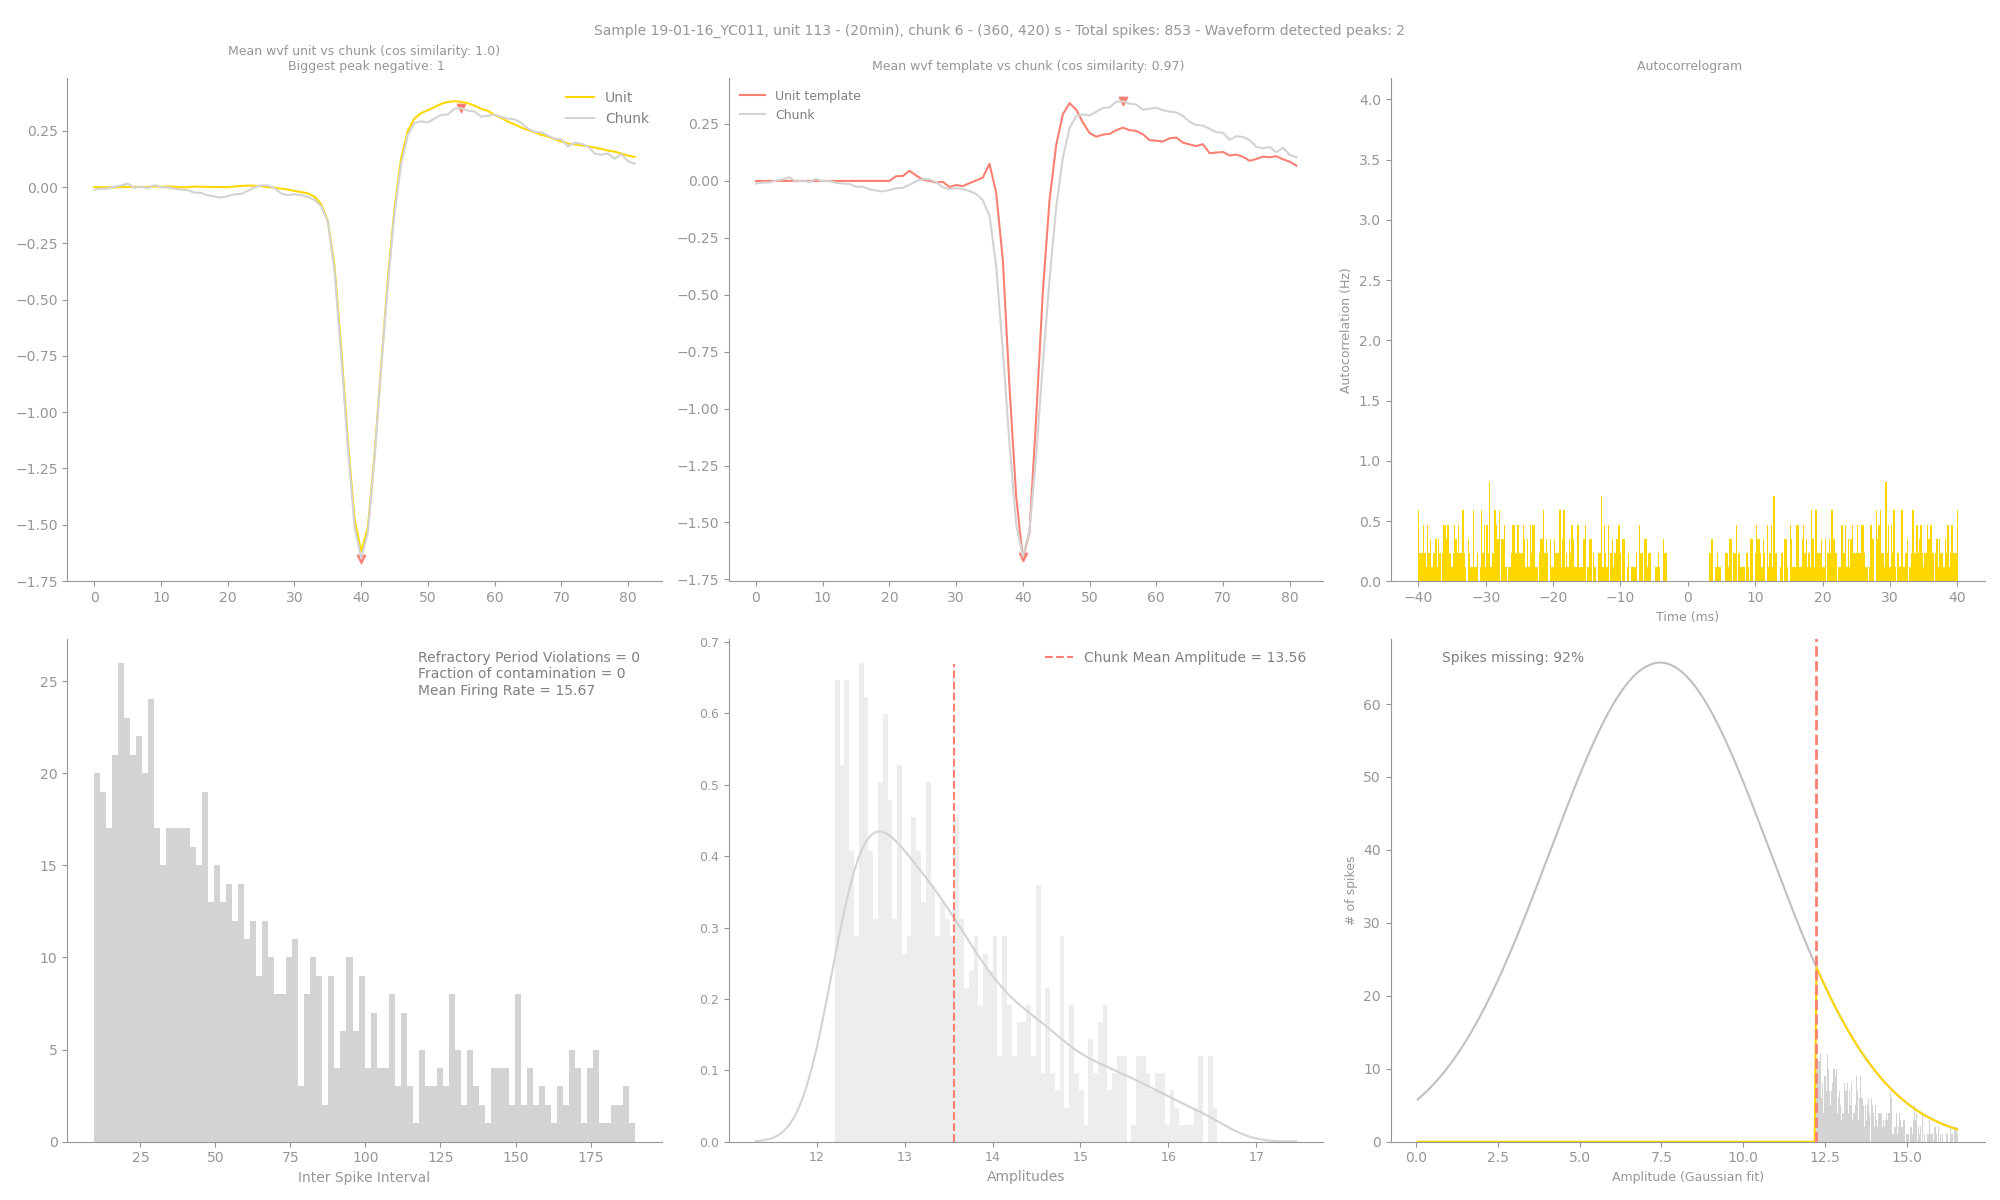 Sample 19-01-16_YC011, unit 113 - (20min), chunk 6 - (360, 420) s - Total spikes: 853 - Waveform detected peaks: 2
Mean wvf unit vs chunk (cos similarity: 1.0)
Biggest peak negative: 1
Unit
Chunk
0.25
0.00
−0.25
−0.50
−0.75
−1.00
−1.25
−1.50
−1.75
0 10 20 30 40 50 60 70 80
Mean wvf template vs chunk (cos similarity: 0.97)
Unit template
Chunk
0.25
0.00
−0.25
−0.50
−0.75
−1.00
−1.25
−1.50
−1.75
0 10 20 30 40 50 60 70 80
Autocorrelogram
Autocorrelation (Hz)
4.0
3.5
3.0
2.5
2.0
1.5
1.0
0.5
0.0
−40 −30 −20 −10 0 10 20 30 40
Time (ms)
Refractory Period Violations = 0
Fraction of contamination = 0
Mean Firing Rate = 15.67
25
20
15
10
5
0
25 50 75 100 125 150 175
Inter Spike Interval
Chunk Mean Amplitude = 13.56
0.7
0.6
0.5
0.4
0.3
0.2
0.1
0.0
12 13 14 15 16 17
Amplitudes
Spikes missing: 92%
# of spikes
60
50
40
30
20
10
0
0.0 2.5 5.0 7.5 10.0 12.5 15.0
Amplitude (Gaussian fit)